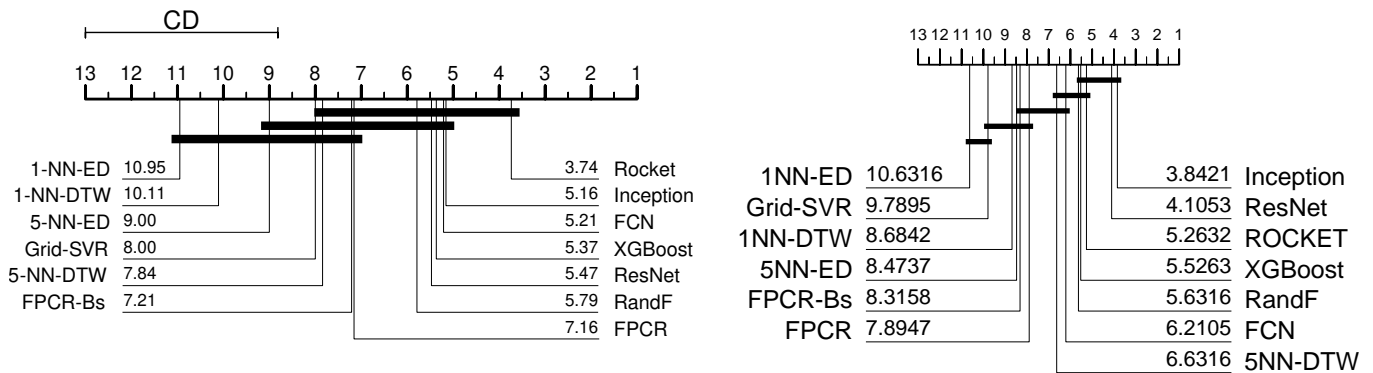 CD
13 12 11 10 9 8 7 6 5 4 3 2 1
1-NN-ED 10.95
1-NN-DTW 10.11
5-NN-ED 9.00
Grid-SVR 8.00
5-NN-DTW 7.84
FPCR-Bs 7.21
3.74 Rocket
5.16 Inception
5.21 FCN
5.37 XGBoost
5.47 ResNet
5.79 RandF
7.16 FPCR
13 12 11 10 9 8 7 6 5 4 3 2 1
1NN-ED 10.6316
Grid-SVR 9.7895
1NN-DTW 8.6842
5NN-ED 8.4737
FPCR-Bs 8.3158
FPCR 7.8947
3.8421 Inception
4.1053 ResNet
5.2632 ROCKET
5.5263 XGBoost
5.6316 RandF
6.2105 FCN
6.6316 5NN-DTW